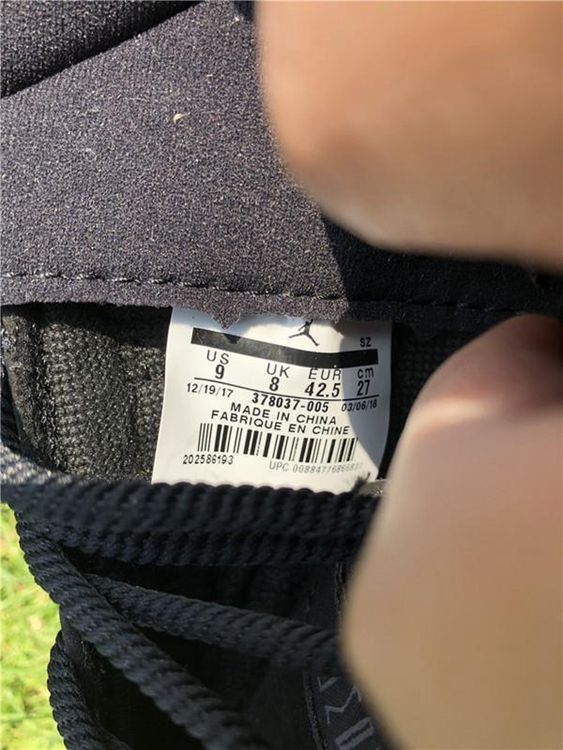 SZ
US UK EUR cm
9 8 42.5 27
12/19/17 378037-005 03/06/18
MADE IN CHINA
FABRIQUE EN CHINE
202586193
UPC